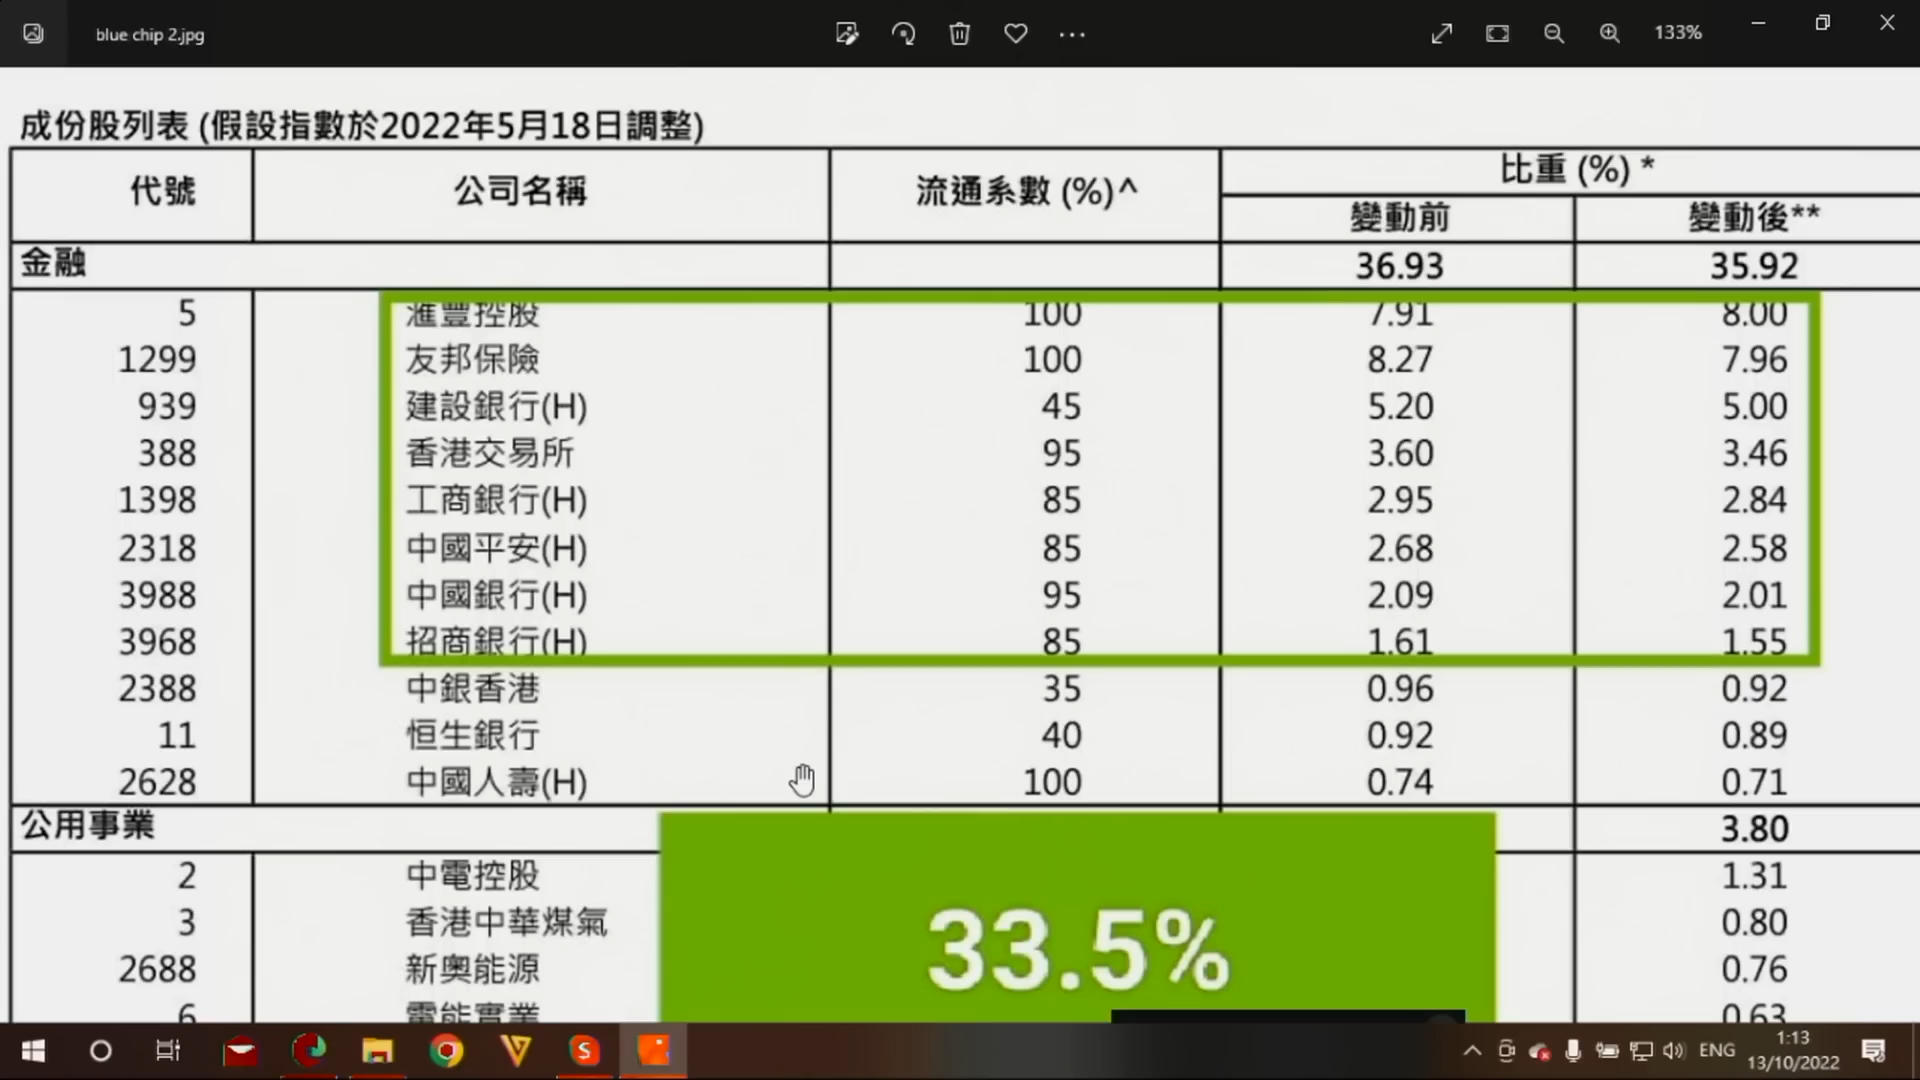 blue chip 2.jpg
133%
成份股列表 (假設指數於2022年5月18日調整)
代號 公司名稱 流通系數 (%)^ 比重 (%) *
變動前 變動後**
金融 36.93 35.92
5 滙豐控股 100 7.91 8.00
1299 友邦保險 100 8.27 7.96
939 建設銀行(H) 45 5.20 5.00
388 香港交易所 95 3.60 3.46
1398 工商銀行(H) 85 2.95 2.84
2318 中國平安(H) 85 2.68 2.58
3988 中國銀行(H) 95 2.09 2.01
3968 招商銀行(H) 85 1.61 1.55
2388 中銀香港 35 0.96 0.92
11 恒生銀行 40 0.92 0.89
2628 中國人壽(H) 100 0.74 0.71
公用事業 3.80
2 中電控股 1.31
3 香港中華煤氣 0.80
2688 新奧能源 0.76
6 電能實業 0.63
33.5%
ENG
1:13
13/10/2022